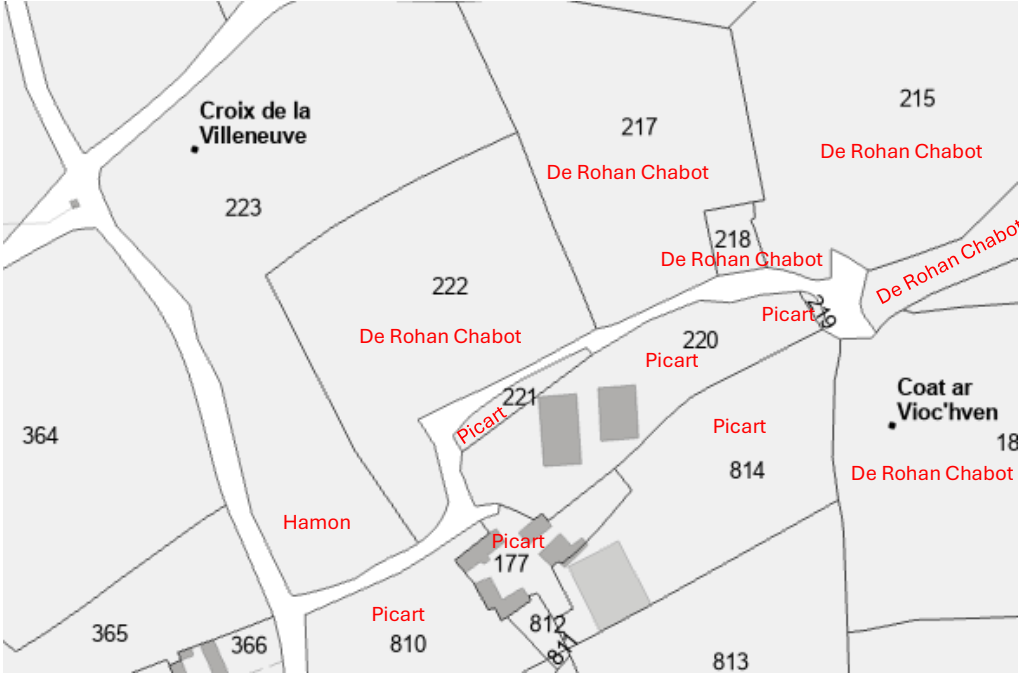 215
Croix de la
Villeneuve
217
De Rohan Chabot
De Rohan Chabot
223
218
De Rohan Chabot
De Rohan Chabot
222
Picart
219
De Rohan Chabot
220
Picart
221
Picart
Coat ar
Vioc'hven
Picart
364
18
814
De Rohan Chabot
Hamon
Picart
177
Picart
812
365
366
810
811
813